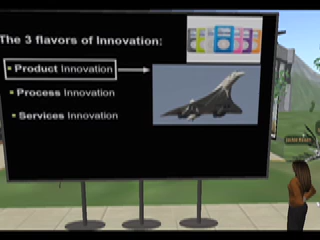 The 3 flavors of Innovation:
Product Innovation
Process Innovation
Services Innovation